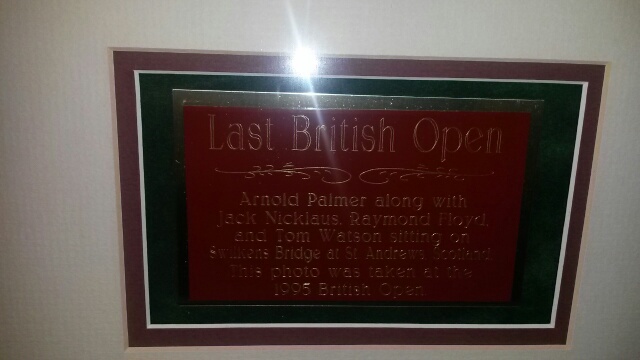 Last British Open
Arnold Palmer along with
Jack Nicklaus, Raymond Floyd,
and Tom Watson sitting on
Swilkens Bridge at St. Andrews Scotland.
This photo was taken at the
1995 British Open